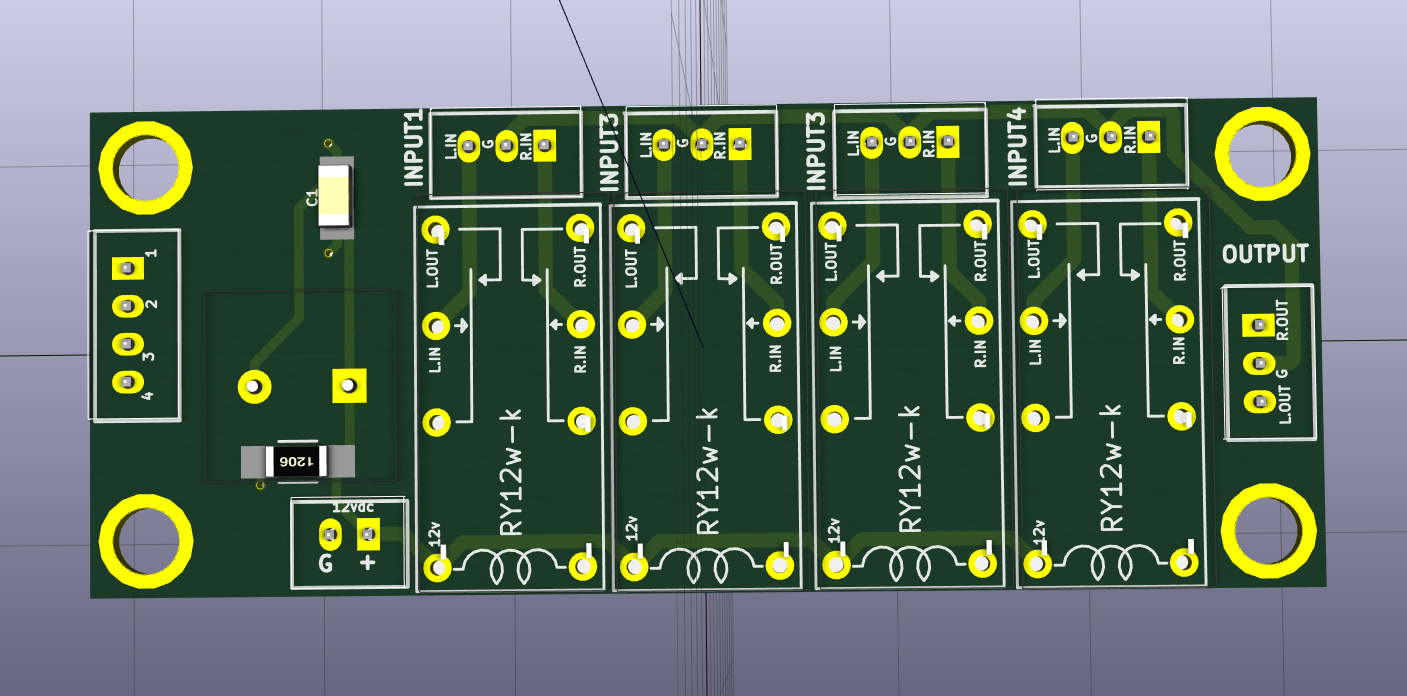 INPUT1
L.IN
G
R.IN
INPUT3
L.IN
G
R.IN
INPUT3
L.IN
G
R.IN
INPUT4
L.IN
G
R.IN
C1
1
2
3
4
1206
12vdc
G
+
L.OUT
R.OUT
L.IN
R.IN
RY12w-k
12v
L.OUT
R.OUT
L.IN
R.IN
RY12w-k
12v
L.OUT
R.OUT
L.IN
R.IN
RY12w-k
12v
L.OUT
R.OUT
L.IN
R.IN
RY12w-k
12v
OUTPUT
R.OUT
G
L.OUT